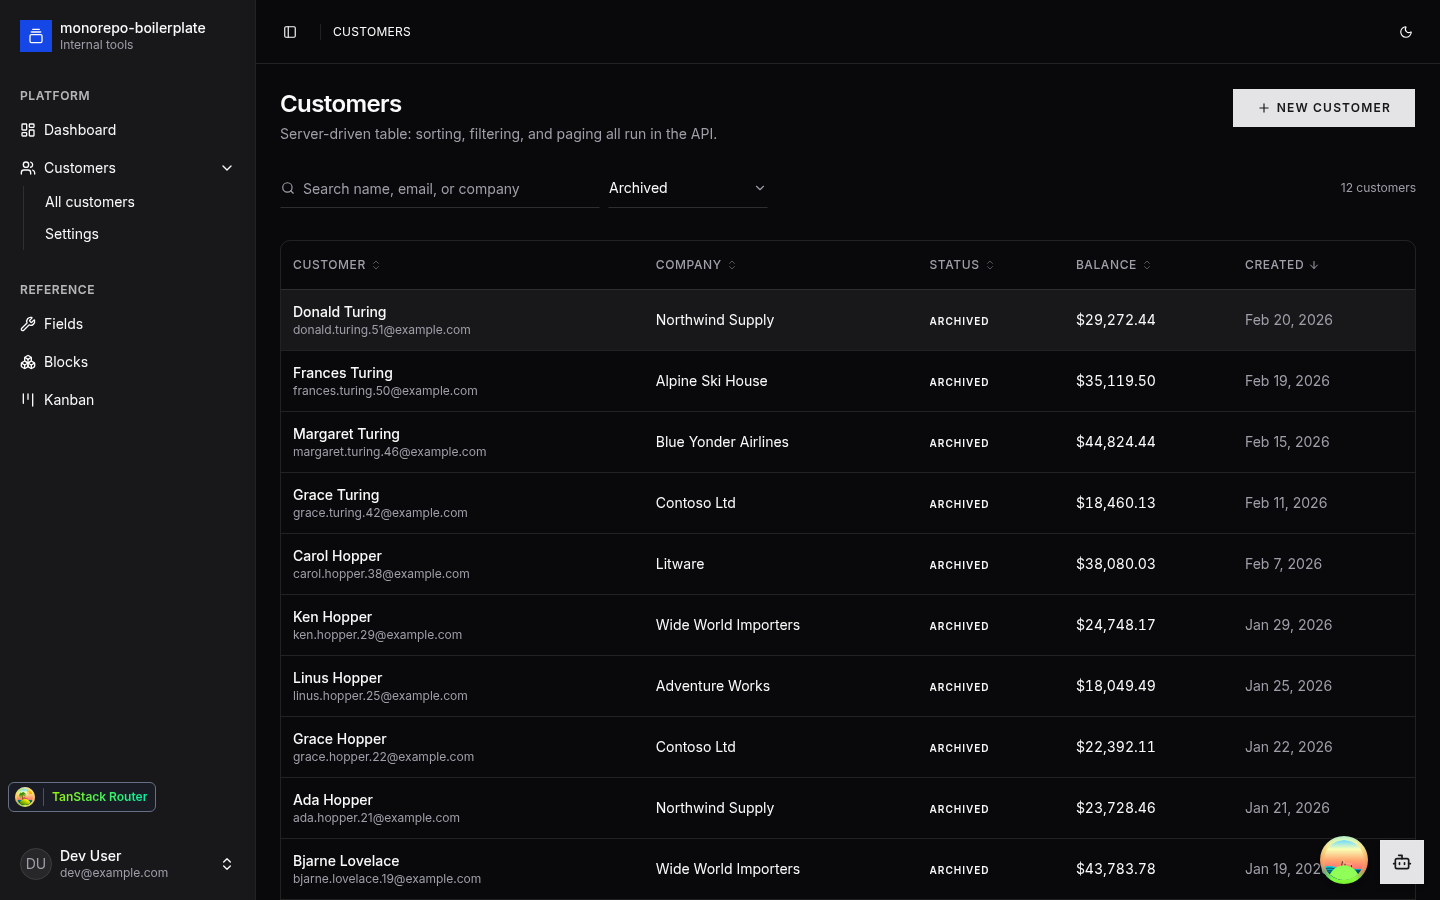 monorepo-boilerplate
Internal tools
PLATFORM
Dashboard
Customers
All customers
Settings
REFERENCE
Fields
Blocks
Kanban
TanStack Router
DU
Dev User
dev@example.com
CUSTOMERS
Customers
Server-driven table: sorting, filtering, and paging all run in the API.
NEW CUSTOMER
Search name, email, or company
Archived
12 customers
CUSTOMER COMPANY STATUS BALANCE CREATED
Donald Turing
donald.turing.51@example.com
Northwind Supply ARCHIVED $29,272.44 Feb 20, 2026
Frances Turing
frances.turing.50@example.com
Alpine Ski House ARCHIVED $35,119.50 Feb 19, 2026
Margaret Turing
margaret.turing.46@example.com
Blue Yonder Airlines ARCHIVED $44,824.44 Feb 15, 2026
Grace Turing
grace.turing.42@example.com
Contoso Ltd ARCHIVED $18,460.13 Feb 11, 2026
Carol Hopper
carol.hopper.38@example.com
Litware ARCHIVED $38,080.03 Feb 7, 2026
Ken Hopper
ken.hopper.29@example.com
Wide World Importers ARCHIVED $24,748.17 Jan 29, 2026
Linus Hopper
linus.hopper.25@example.com
Adventure Works ARCHIVED $18,049.49 Jan 25, 2026
Grace Hopper
grace.hopper.22@example.com
Contoso Ltd ARCHIVED $22,392.11 Jan 22, 2026
Ada Hopper
ada.hopper.21@example.com
Northwind Supply ARCHIVED $23,728.46 Jan 21, 2026
Bjarne Lovelace
bjarne.lovelace.19@example.com
Wide World Importers ARCHIVED $43,783.78 Jan 19,